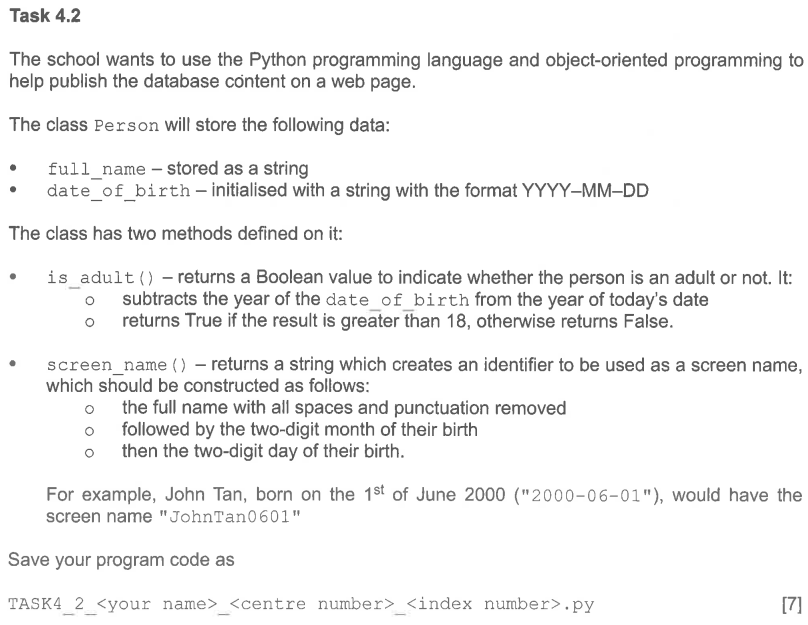 Task 4.2
The school wants to use the Python programming language and object-oriented programming to
help publish the database content on a web page.
The class Person will store the following data:
• full_name – stored as a string
• date_of_birth – initialised with a string with the format YYYY–MM–DD
The class has two methods defined on it:
• is_adult() – returns a Boolean value to indicate whether the person is an adult or not. It:
o subtracts the year of the date_of_birth from the year of today's date
o returns True if the result is greater than 18, otherwise returns False.
• screen_name() – returns a string which creates an identifier to be used as a screen name,
which should be constructed as follows:
o the full name with all spaces and punctuation removed
o followed by the two-digit month of their birth
o then the two-digit day of their birth.
For example, John Tan, born on the 1st of June 2000 ("2000-06-01"), would have the
screen name "JohnTan0601"
Save your program code as
TASK4_2_<your name>_<centre number>_<index number>.py [7]